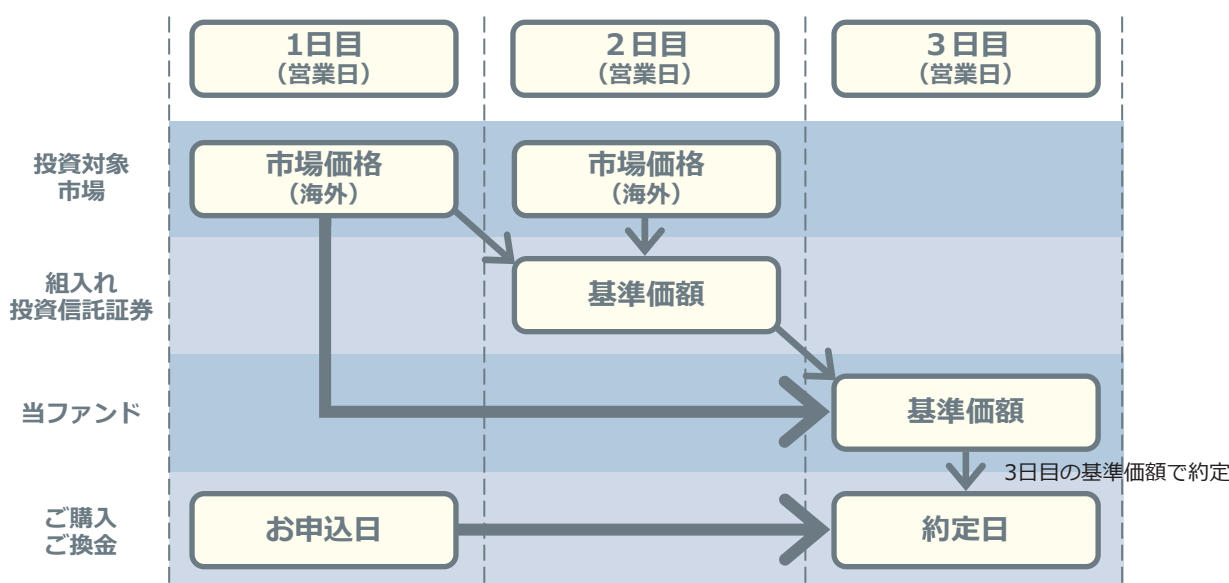 1日目
（営業日）
2日目
（営業日）
3日目
（営業日）
投資対象
市場
市場価格
（海外）
市場価格
（海外）
組入れ
投資信託証券
基準価額
当ファンド
基準価額
3日目の基準価額で約定
ご購入
ご換金
お申込日
約定日